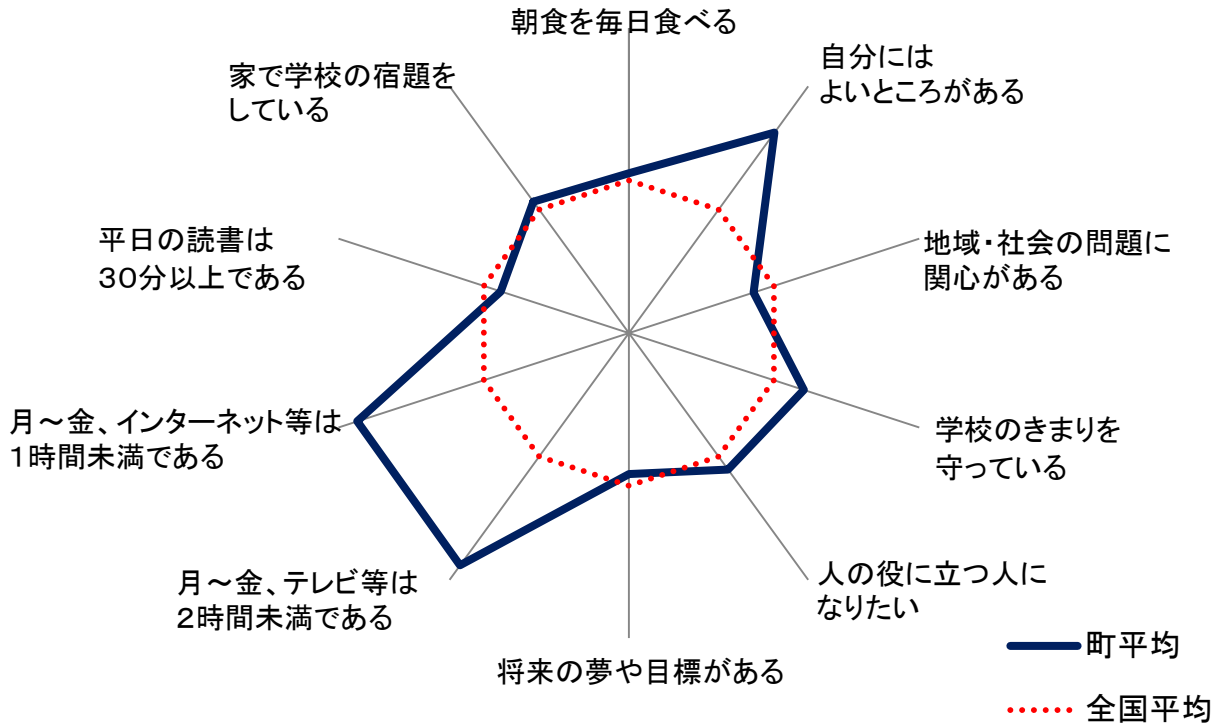 朝食を毎日食べる
自分には
よいところがある
地域・社会の問題に
関心がある
学校のきまりを
守っている
人の役に立つ人に
なりたい
将来の夢や目標がある
月～金、テレビ等は
２時間未満である
月～金、インターネット等は
１時間未満である
平日の読書は
３０分以上である
家で学校の宿題を
している
町平均
全国平均